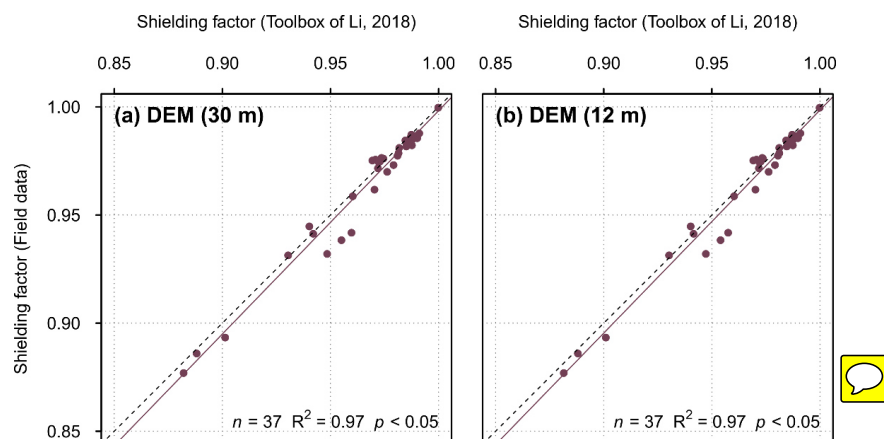 Shielding factor (Toolbox of Li, 2018)
0.85 0.90 0.95 1.00
(a) DEM (30 m)
Shielding factor (Field data)
1.00
0.95
0.90
0.85
n = 37 R² = 0.97 p < 0.05
Shielding factor (Toolbox of Li, 2018)
0.85 0.90 0.95 1.00
(b) DEM (12 m)
n = 37 R² = 0.97 p < 0.05